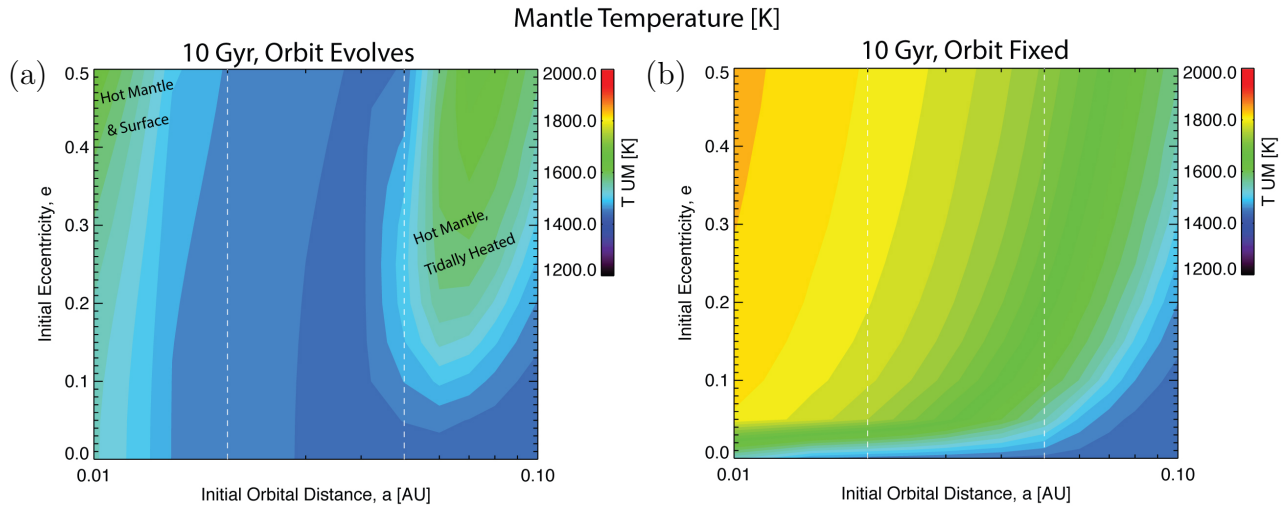 Mantle Temperature [K]
10 Gyr, Orbit Evolves
10 Gyr, Orbit Fixed
(a)
0.5
0.4
0.3
0.2
0.1
0.0
Initial Eccentricity, e
Hot Mantle
& Surface
Hot Mantle,
Tidally Heated
0.01
0.10
Initial Orbital Distance, a [AU]
2000.0
1800.0
1600.0
1400.0
1200.0
T UM [K]
(b)
0.5
0.4
0.3
0.2
0.1
0.0
Initial Eccentricity, e
0.01
0.10
Initial Orbital Distance, a [AU]
2000.0
1800.0
1600.0
1400.0
1200.0
T UM [K]